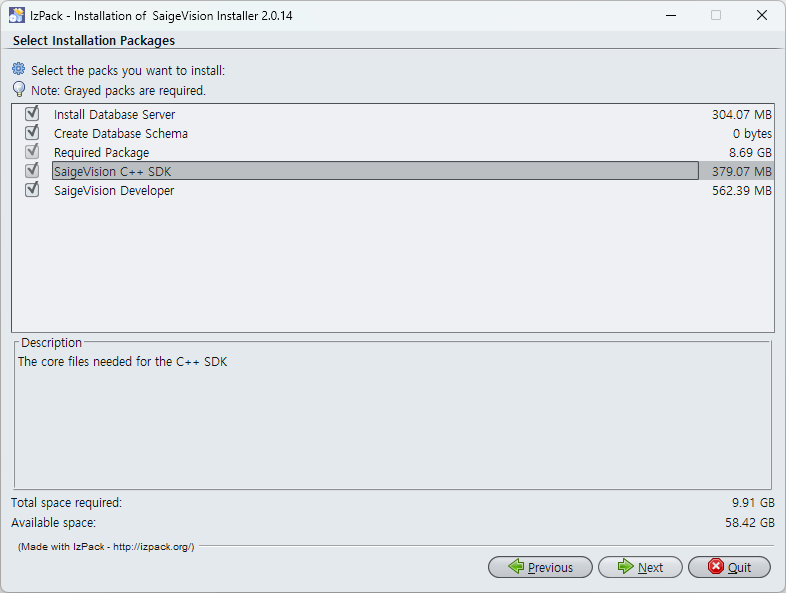 IzPack - Installation of  SaigeVision Installer 2.0.14
Select Installation Packages
Select the packs you want to install:
Note: Grayed packs are required.
Install Database Server 304.07 MB
Create Database Schema 0 bytes
Required Package 8.69 GB
SaigeVision C++ SDK 379.07 MB
SaigeVision Developer 562.39 MB
Description
The core files needed for the C++ SDK
Total space required: 9.91 GB
Available space: 58.42 GB
(Made with IzPack - http://izpack.org/)
Previous Next Quit